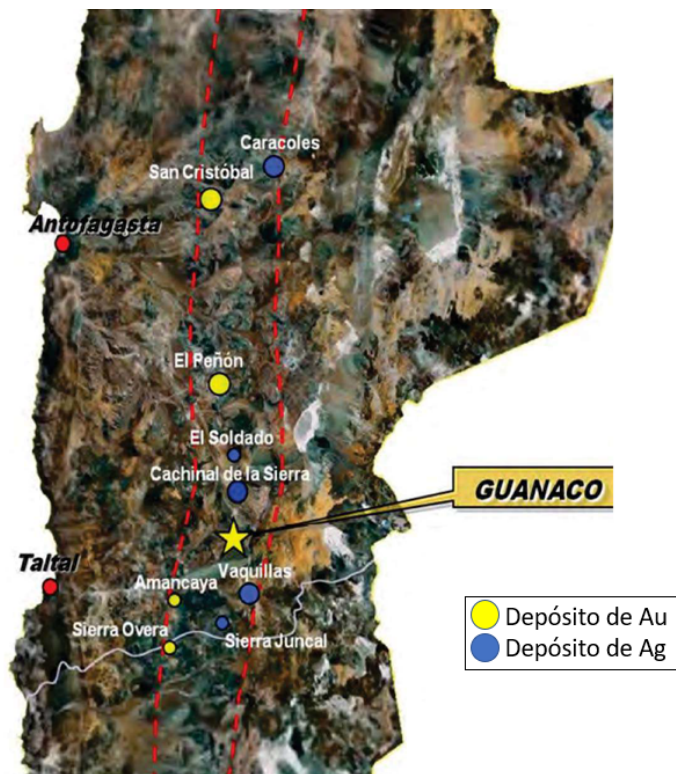 Caracoles
San Cristóbal
Antofagasta
El Peñón
El Soldado
Cachinal de la Sierra
GUANACO
Taltal
Vaquillas
Amancaya
Sierra Overa
Sierra Juncal
Depósito de Au
Depósito de Ag